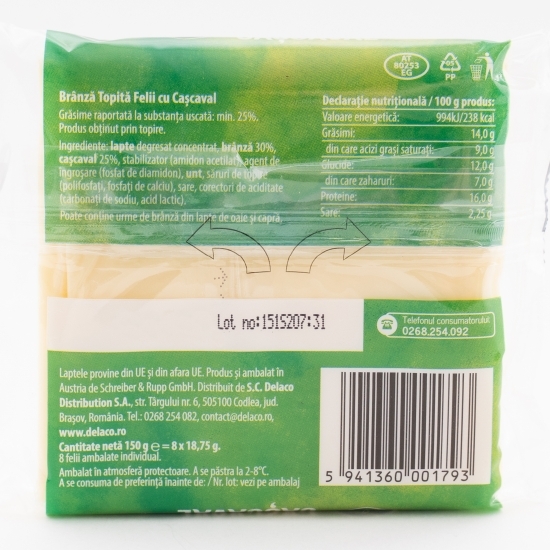 AT
80253
EG
05
PP
Brânză Topită Felii cu Cașcaval
Grăsime raportată la substanța uscată: min. 25%.
Produs obținut prin topire.
Ingrediente: lapte degresat concentrat, brânză 30%,
cașcaval 25%, stabilizator (amidon acetilat), agent de
îngroșare (fosfat de diamidon), unt, săruri de topire
(polifosfați, fosfați de calciu), sare, corectori de aciditate
(carbonați de sodiu, acid lactic).
Poate conține urme de brânză din lapte de oaie și capră.
Declarație nutrițională / 100 g produs:
Valoare energetică: 994kJ/238 kcal
Grăsimi: 14,0 g
din care acizi grași saturați: 9,0 g
Glucide: 12,0 g
din care zaharuri: 7,0 g
Proteine: 16,0 g
Sare: 2,25 g
Lot no:1515207:31
Telefonul consumatorului
0268.254.092
Laptele provine din UE și din afara UE. Produs și ambalat în
Austria de Schreiber & Rupp GmbH. Distribuit de S.C. Delaco
Distribution S.A., str. Târgului nr. 6, 505100 Codlea, jud.
Brașov, România. Tel.: 0268 254 082, contact@delaco.ro,
www.delaco.ro
Cantitate netă 150 g e = 8 x 18,75 g.
8 felii ambalate individual.
Ambalat în atmosferă protectoare. A se păstra la 2-8°C.
A se consuma de preferință înainte de: / Nr. lot: vezi pe ambalaj
5 941360 001793